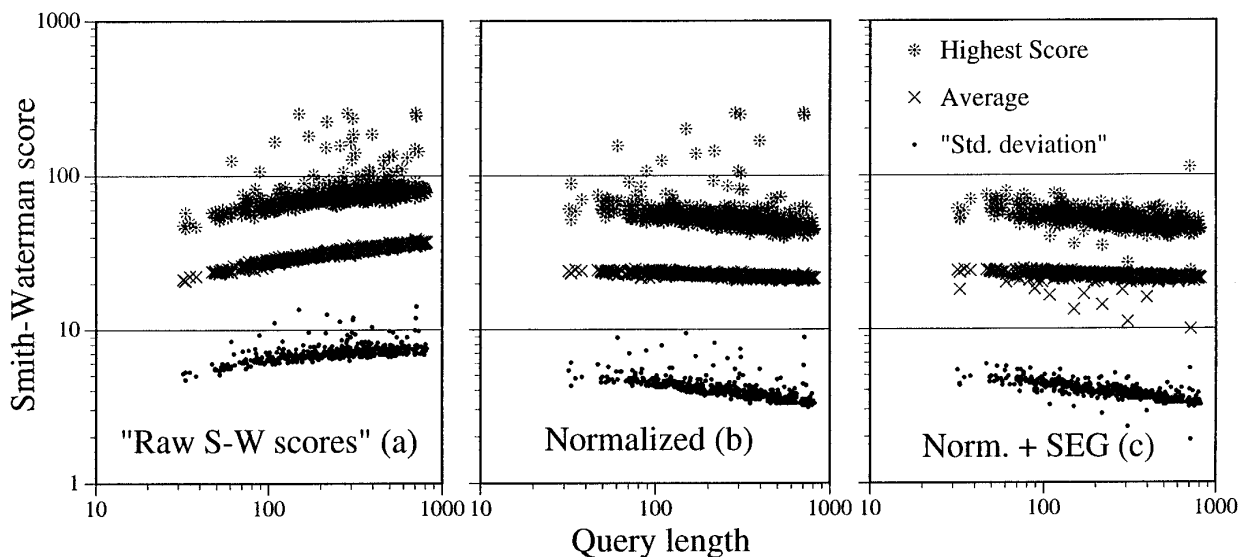 Smith-Waterman score
1000
100
10
1
"Raw S-W scores" (a)
10
100
1000
Normalized (b)
10
100
1000
Highest Score
Average
"Std. deviation"
Norm. + SEG (c)
10
100
1000
Query length